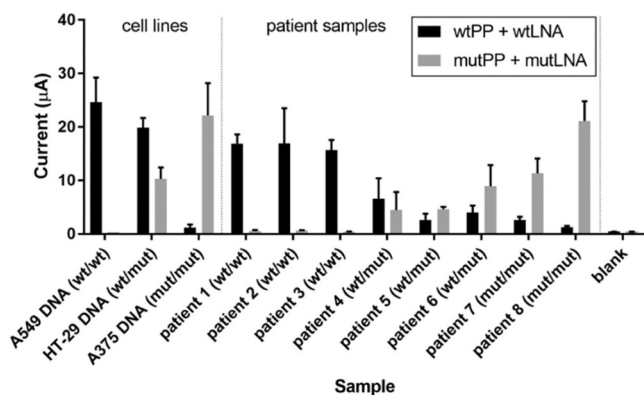 cell lines
patient samples
wtPP + wtLNA
mutPP + mutLNA
Current (μA)
40
30
20
10
0
A549 DNA (wt/wt)
HT-29 DNA (wt/mut)
A375 DNA (mut/mut)
patient 1 (wt/wt)
patient 2 (wt/wt)
patient 3 (wt/wt)
patient 4 (wt/mut)
patient 5 (wt/mut)
patient 6 (wt/mut)
patient 7 (mut/mut)
patient 8 (mut/mut)
blank
Sample